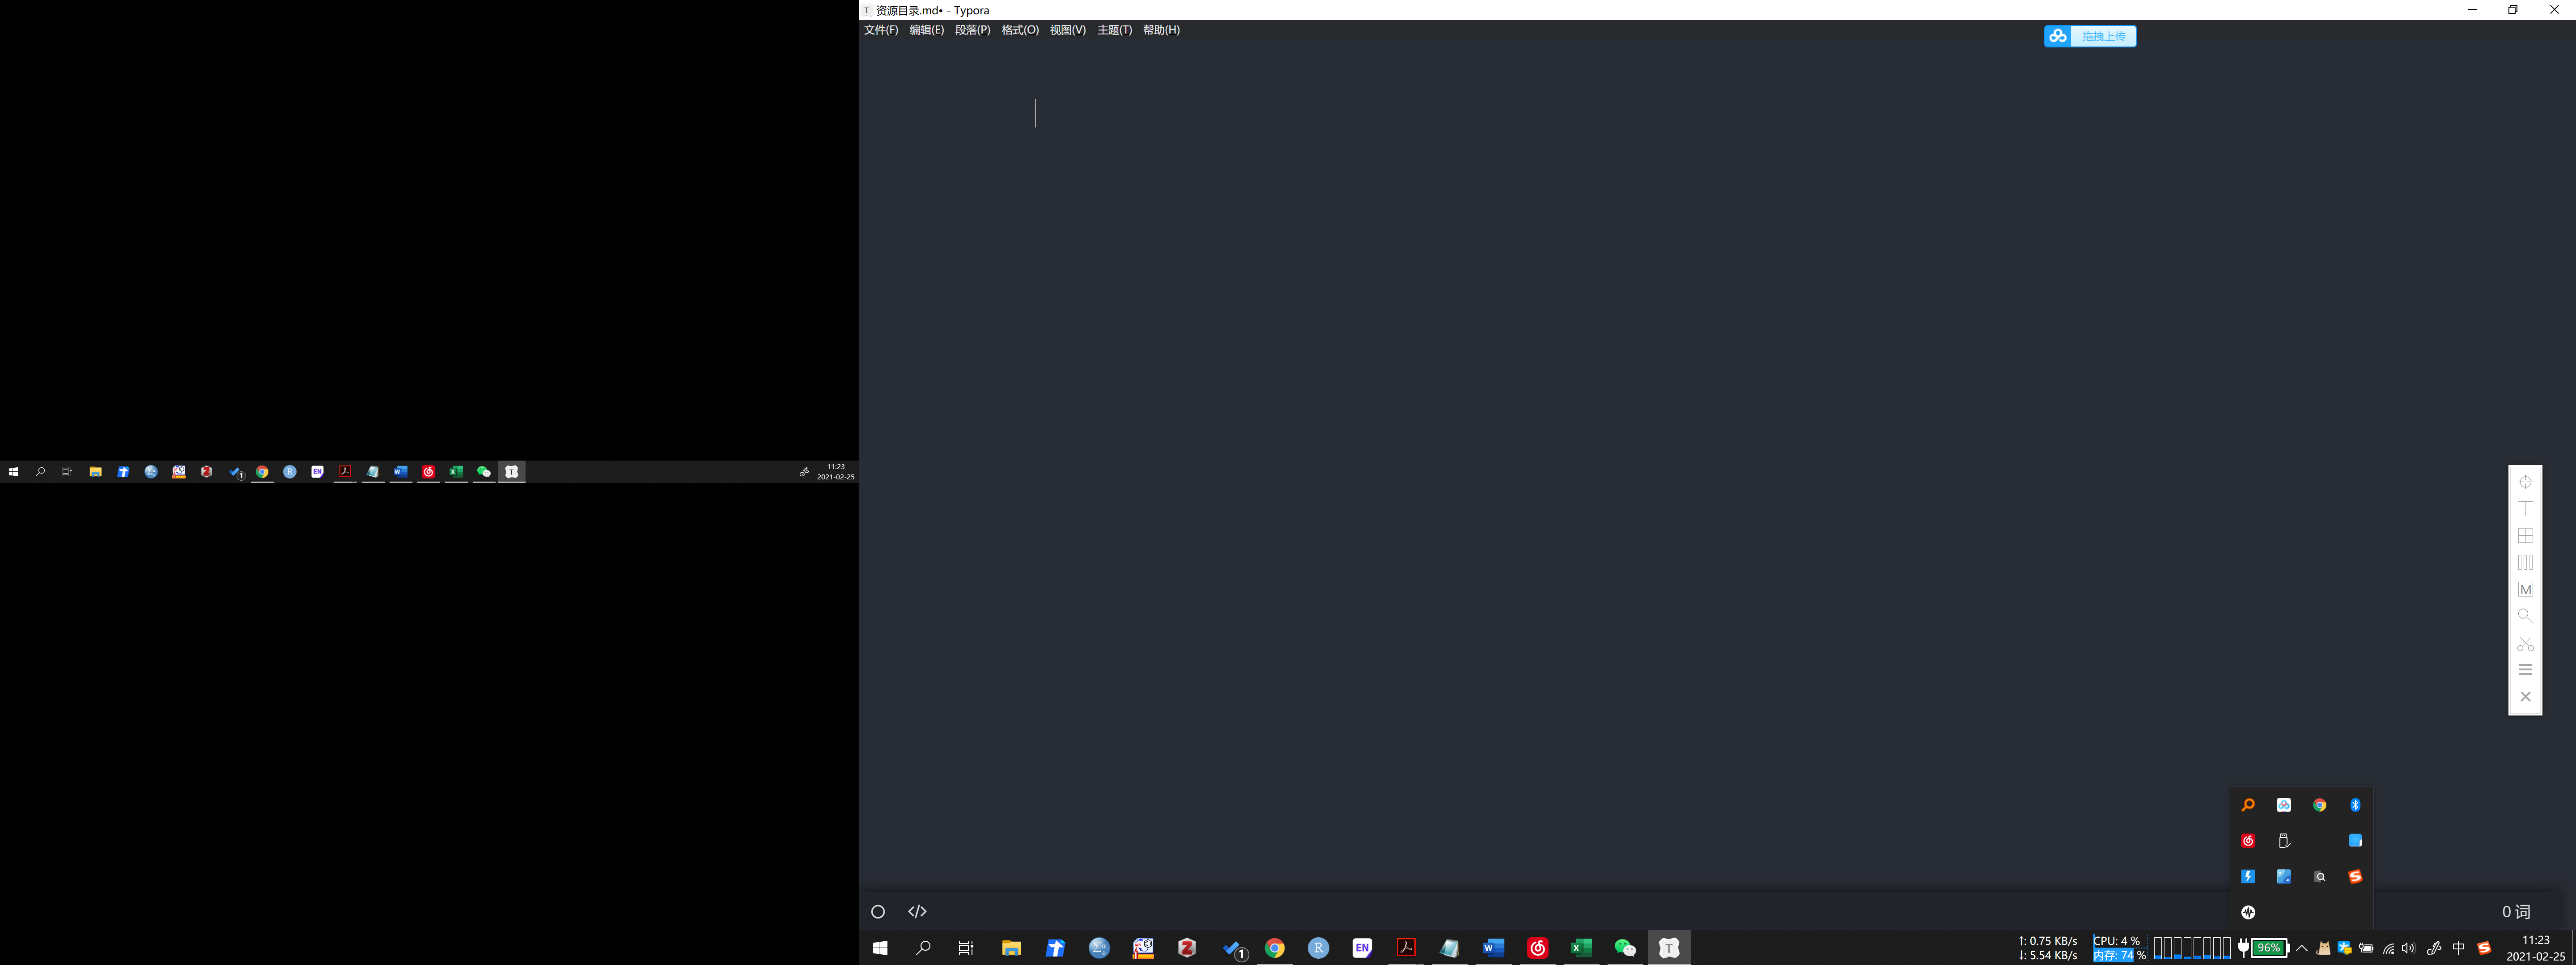 资源目录.md• - Typora
文件(F) 编辑(E) 段落(P) 格式(O) 视图(V) 主题(T) 帮助(H)
拖拽上传
11:23
2021-02-25
M
0 词
↑: 0.75 KB/s
↓: 5.54 KB/s
CPU: 4 %
内存: 74 %
96%
中
11:23
2021-02-25